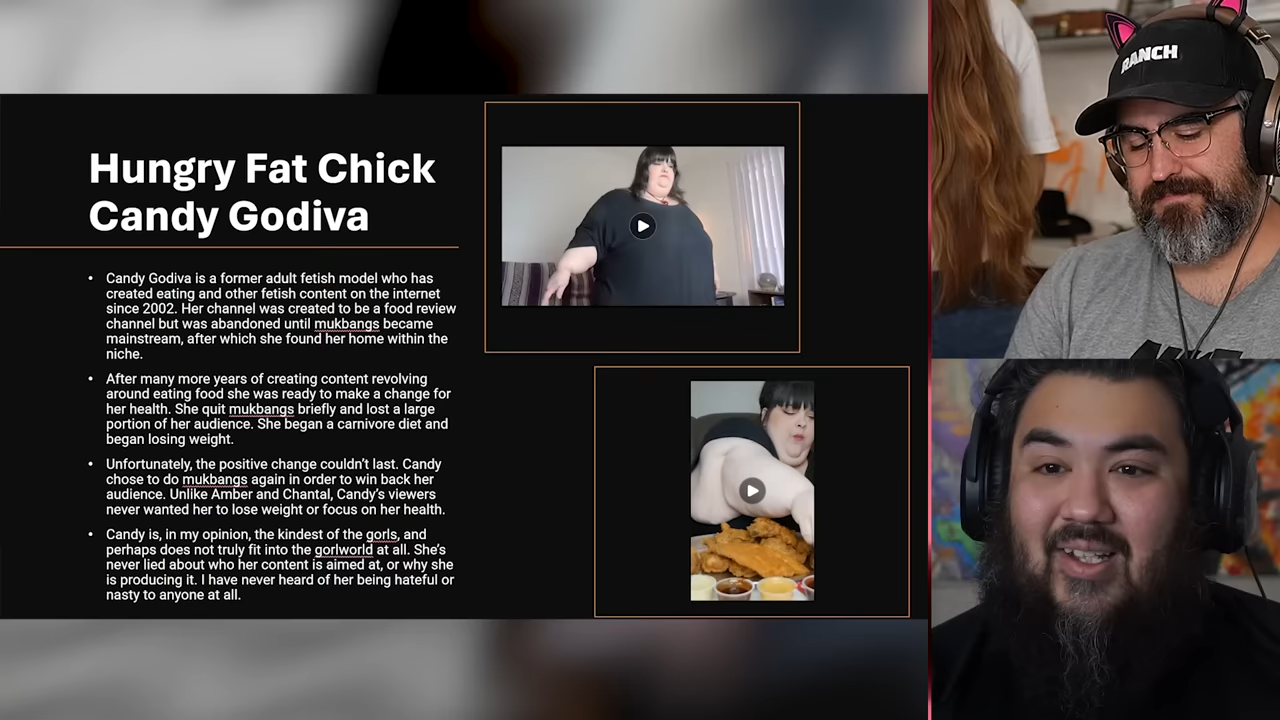 Hungry Fat Chick
Candy Godiva
• Candy Godiva is a former adult fetish model who has
created eating and other fetish content on the internet
since 2002. Her channel was created to be a food review
channel but was abandoned until mukbangs became
mainstream, after which she found her home within the
niche.
• After many more years of creating content revolving
around eating food she was ready to make a change for
her health. She quit mukbangs briefly and lost a large
portion of her audience. She began a carnivore diet and
began losing weight.
• Unfortunately, the positive change couldn't last. Candy
chose to do mukbangs again in order to win back her
audience. Unlike Amber and Chantal, Candy's viewers
never wanted her to lose weight or focus on her health.
• Candy is, in my opinion, the kindest of the gorls, and
perhaps does not truly fit into the gorlworld at all. She's
never lied about who her content is aimed at, or why she
is producing it. I have never heard of her being hateful or
nasty to anyone at all.
RANCH